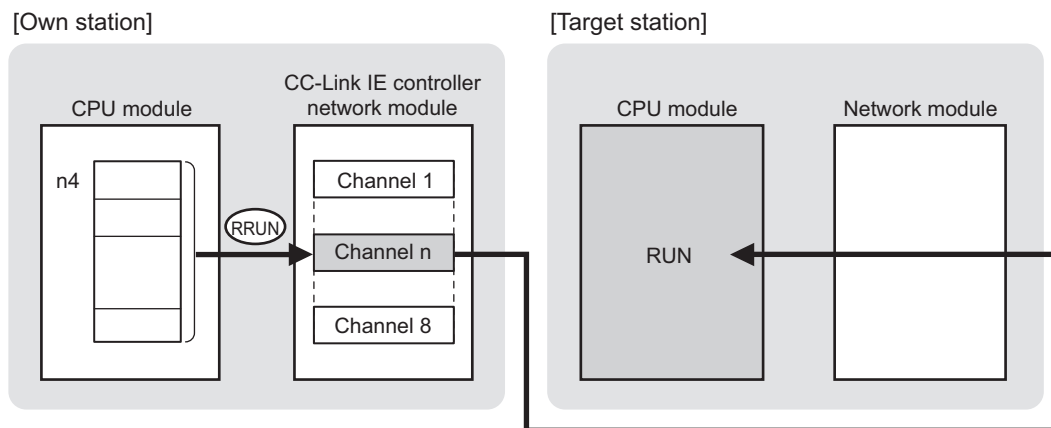 [Own station]
[Target station]
CPU module
CC-Link IE controller
network module
CPU module
Network module
n4
RRUN
Channel 1
Channel n
Channel 8
RUN